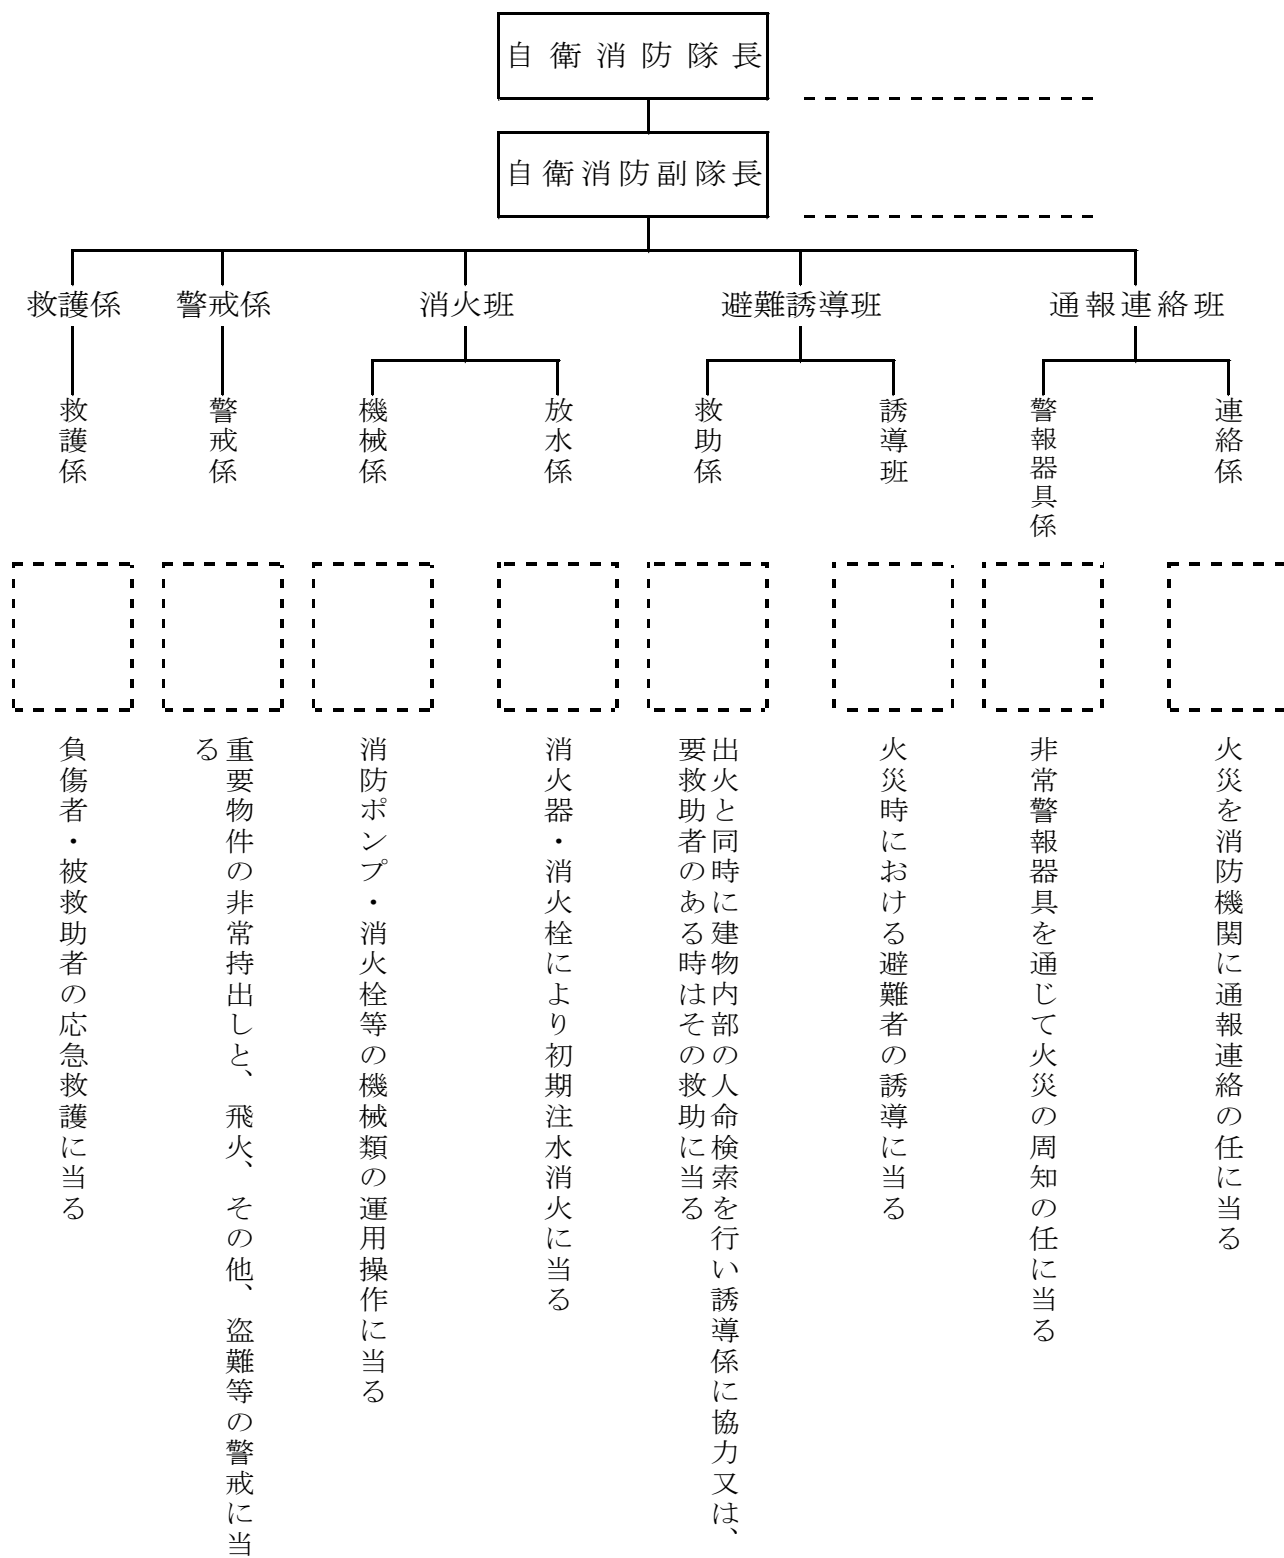 自衛消防隊長
自衛消防副隊長
救護係
警戒係
消火班
避難誘導班
通報連絡班
救護係
警戒係
機械係
放水係
救助係
誘導班
警報器具係
連絡係
負傷者・被救助者の応急救護に当る
重要物件の非常持出しと、飛火、その他、盗難等の警戒に当
る
消防ポンプ・消火栓等の機械類の運用操作に当る
消火器・消火栓により初期注水消火に当る
出火と同時に建物内部の人命検索を行い誘導係に協力又は、
要救助者のある時はその救助に当る
火災時における避難者の誘導に当る
非常警報器具を通じて火災の周知の任に当る
火災を消防機関に通報連絡の任に当る